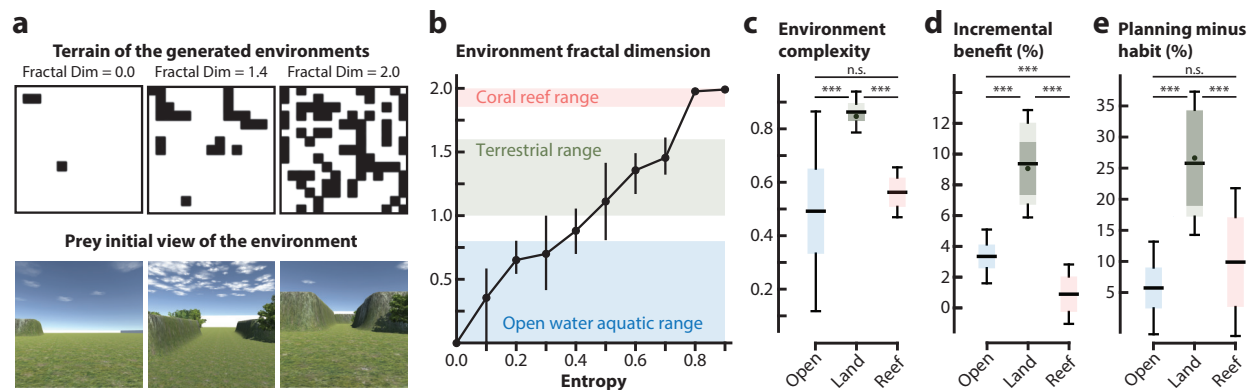 a
Terrain of the generated environments
Fractal Dim = 0.0
Fractal Dim = 1.4
Fractal Dim = 2.0
Prey initial view of the environment
b
Environment fractal dimension
2.0
1.5
1.0
0.5
Coral reef range
Terrestrial range
Open water aquatic range
0.0
0.2
0.4
0.6
0.8
Entropy
c
Environment
complexity
n.s.
*** ***
0.8
0.6
0.4
0.2
Open
Land
Reef
d
Incremental
benefit (%)
***
*** ***
12
10
8
6
4
2
0
Open
Land
Reef
e
Planning minus
habit (%)
n.s.
*** ***
35
31
26
20
16
10
5
Open
Land
Reef